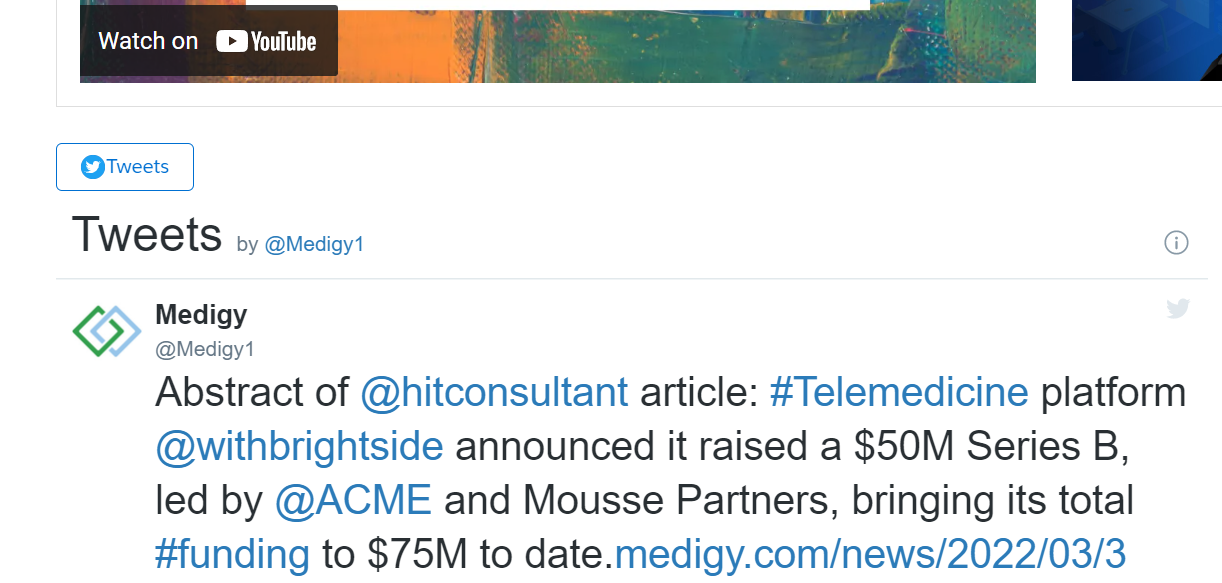 Watch on YouTube
Tweets
Tweets by @Medigy1
Medigy
@Medigy1
Abstract of @hitconsultant article: #Telemedicine platform
@withbrightside announced it raised a $50M Series B,
led by @ACME and Mousse Partners, bringing its total
#funding to $75M to date.medigy.com/news/2022/03/3